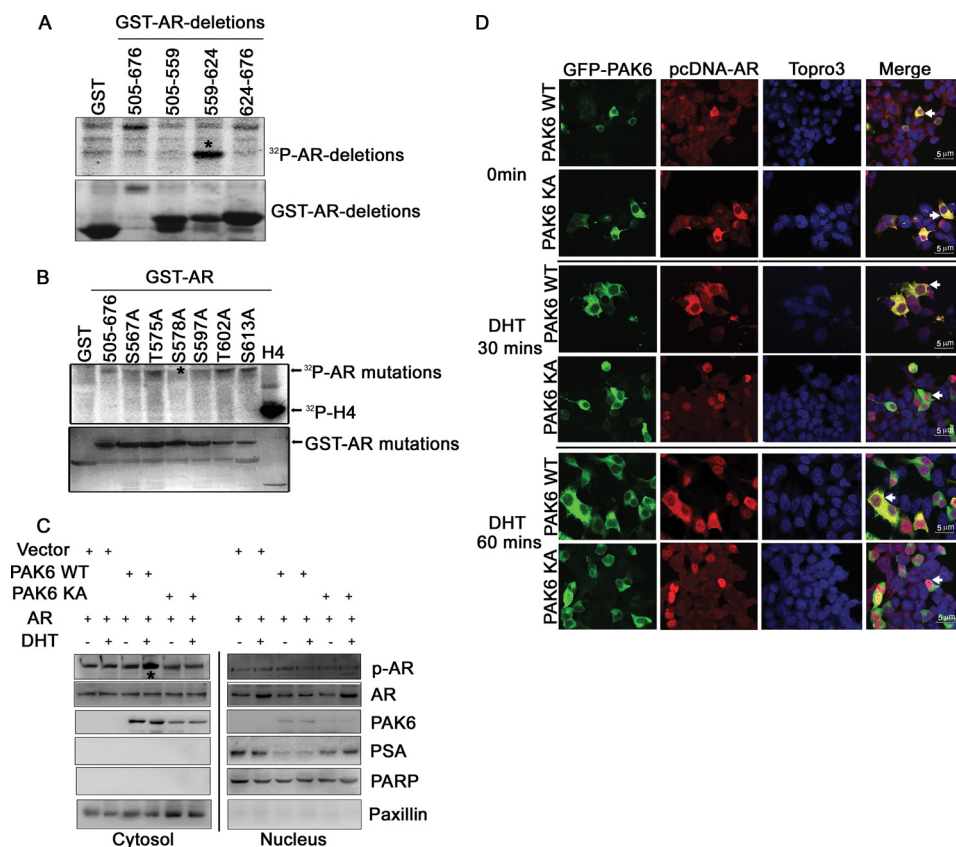 A
GST-AR-deletions
GST
505-676
505-559
559-624
624-676
*
32P-AR-deletions
GST-AR-deletions
B
GST-AR
GST
505-676
S567A
T575A
S578A
S597A
T602A
S613A
H4
*
32P-AR mutations
32P-H4
GST-AR mutations
C
Vector + + + +
PAK6 WT + + + +
PAK6 KA + + + +
AR + + + + + + + + + + + +
DHT - + - + - + - + - + - +
*
p-AR
AR
PAK6
PSA
PARP
Paxillin
Cytosol Nucleus
D
GFP-PAK6 pcDNA-AR Topro3 Merge
0min
PAK6 WT
5 µm
PAK6 KA
5 µm
DHT
30 mins
PAK6 WT
5 µm
PAK6 KA
5 µm
DHT
60 mins
PAK6 WT
5 µm
PAK6 KA
5 µm